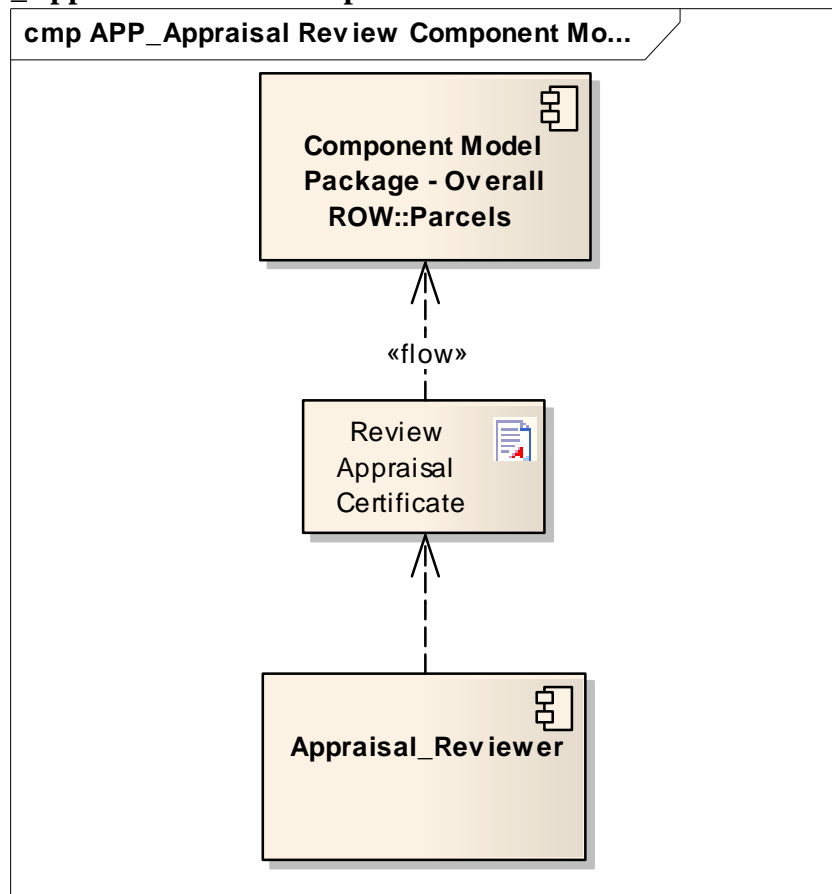 cmp APP_Appraisal Review Component Mo...
Component Model
Package - Overall
ROW::Parcels
«flow»
Review
Appraisal
Certificate
Appraisal_Reviewer